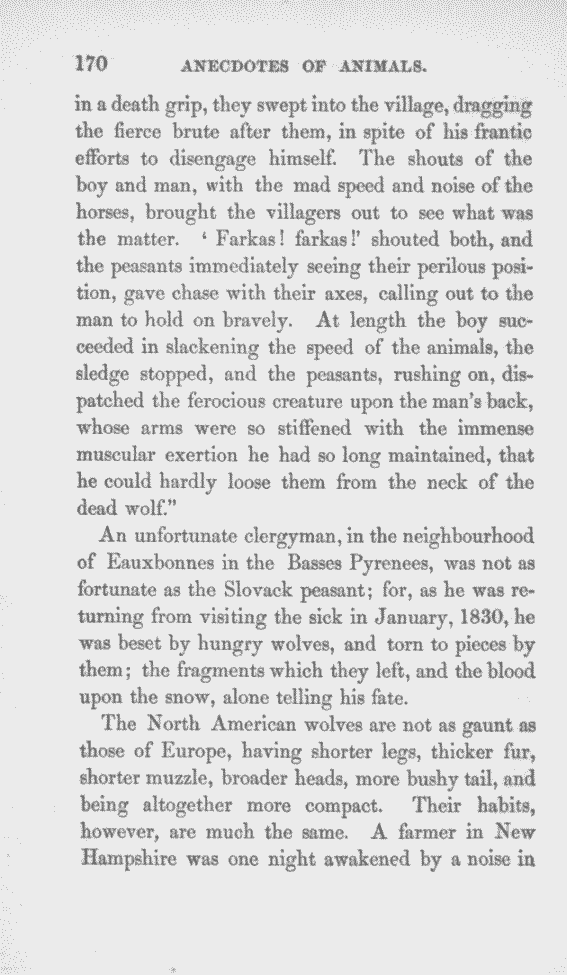 170 ANECDOTES OF ANIMALS.
in a death grip, they swept into the village, dragging
the fierce brute after them, in spite of his frantic
efforts to disengage himself. The shouts of the
boy and man, with the mad speed and noise of the
horses, brought the villagers out to see what was
the matter. ‘ Farkas! farkas!’ shouted both, and
the peasants immediately seeing their perilous posi-
tion, gave chase with their axes, calling out to the
man to hold on bravely. At length the boy suc-
ceeded in slackening the speed of the animals, the
sledge stopped, and the peasants, rushing on, dis-
patched the ferocious creature upon the man's back,
whose arms were so stiffened with the immense
muscular exertion he had so long maintained, that
he could hardly loose them from the neck of the
dead wolf.”
An unfortunate clergyman, in the neighbourhood
of Eauxbonnes in the Basses Pyrenees, was not as
fortunate as the Slovack peasant; for, as he was re-
turning from visiting the sick in January, 1830, he
was beset by hungry wolves, and torn to pieces by
them; the fragments which they left, and the blood
upon the snow, alone telling his fate.
The North American wolves are not as gaunt as
those of Europe, having shorter legs, thicker fur,
shorter muzzle, broader heads, more bushy tail, and
being altogether more compact. Their habits,
however, are much the same. A farmer in New
Hampshire was one night awakened by a noise in